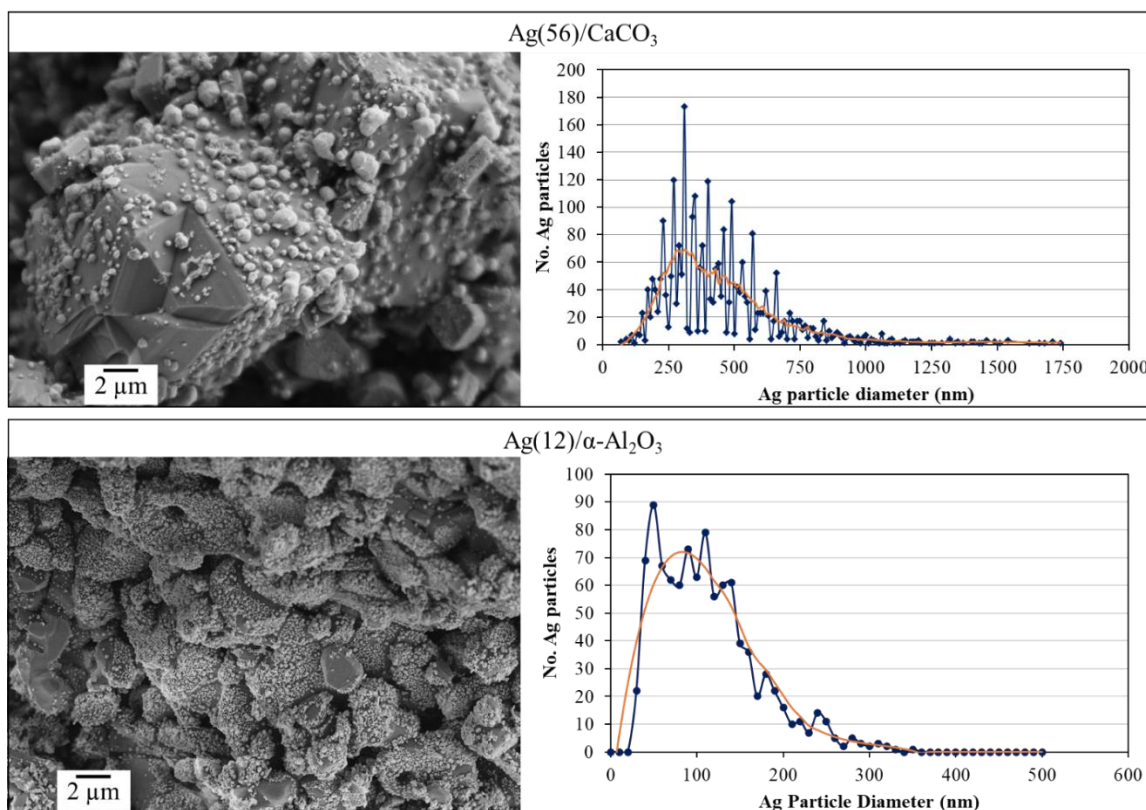 Ag(56)/CaCO₃
2 µm
No. Ag particles
200
180
160
140
120
100
80
60
40
20
0
0 250 500 750 1000 1250 1500 1750 2000
Ag particle diameter (nm)
Ag(12)/α-Al₂O₃
2 µm
No. Ag particles
100
90
80
70
60
50
40
30
20
10
0
0 100 200 300 400 500 600
Ag Particle Diameter (nm)